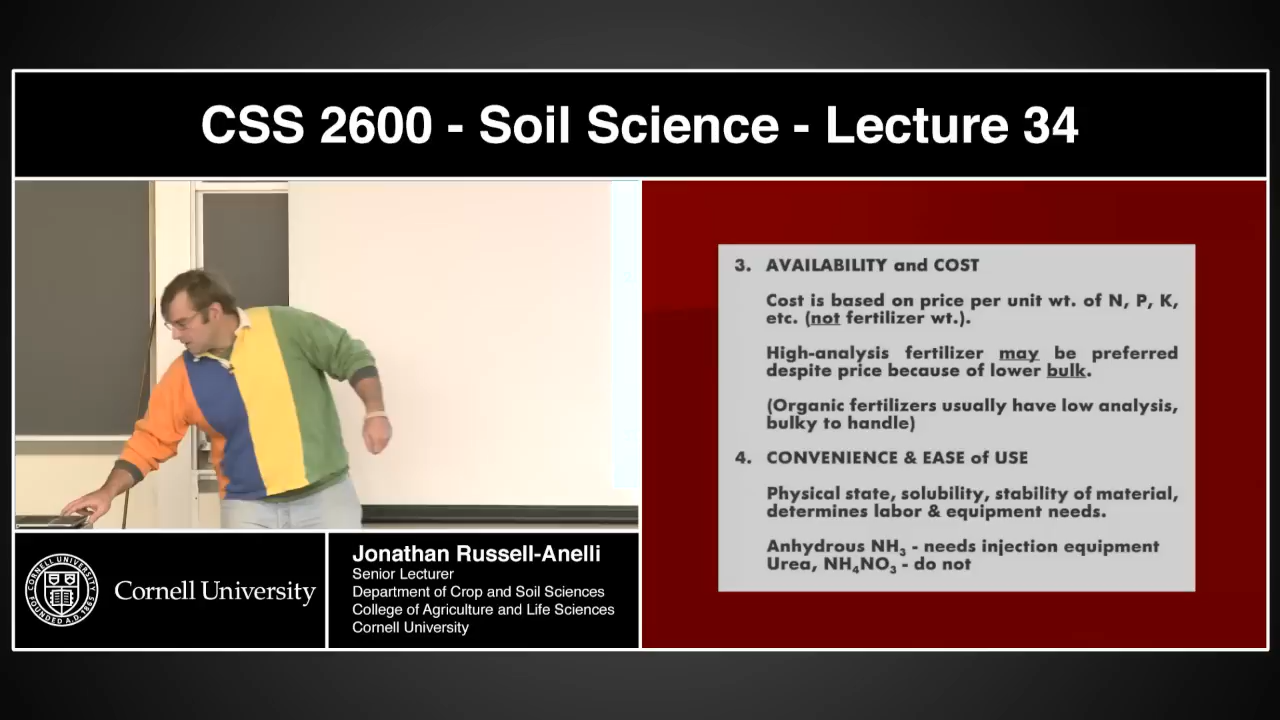 CSS 2600 - Soil Science - Lecture 34
3. AVAILABILITY and COST
Cost is based on price per unit wt. of N, P, K,
etc. (not fertilizer wt.).
High-analysis fertilizer may be preferred
despite price because of lower bulk.
(Organic fertilizers usually have low analysis,
bulky to handle)
4. CONVENIENCE & EASE of USE
Physical state, solubility, stability of material,
determines labor & equipment needs.
Anhydrous NH₃ - needs injection equipment
Urea, NH₄NO₃ - do not
CORNELL UNIVERSITY
FOUNDED A.D. 1865
Cornell University
Jonathan Russell-Anelli
Senior Lecturer
Department of Crop and Soil Sciences
College of Agriculture and Life Sciences
Cornell University